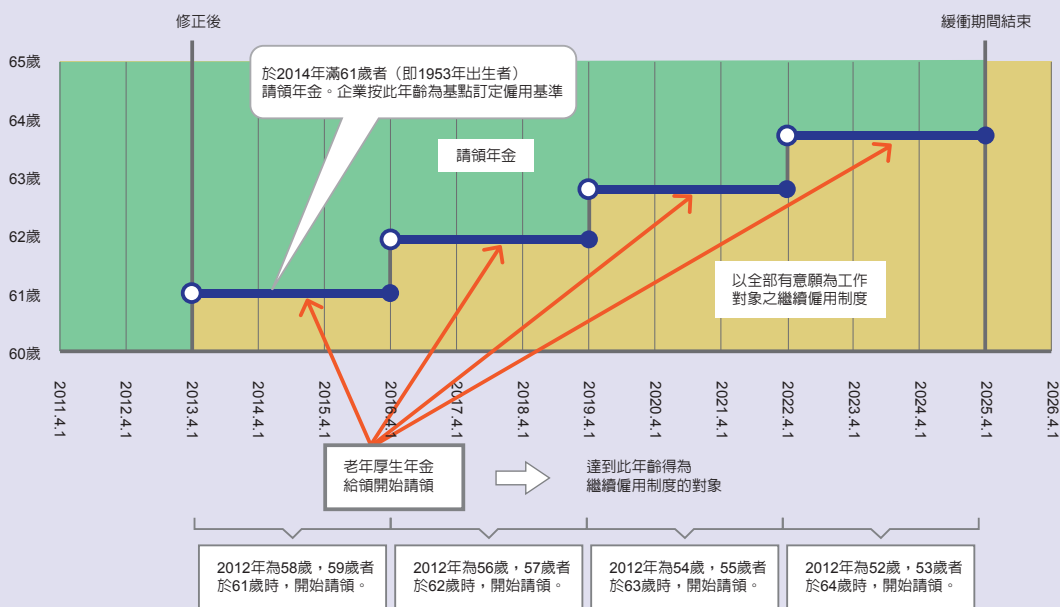 修正後
緩衝期間結束
65歲
64歲
63歲
62歲
61歲
60歲
於2014年滿61歲者（即1953年出生者）
請領年金。企業按此年齡為基點訂定僱用基準
請領年金
以全部有意願為工作
對象之繼續僱用制度
2011.4.1
2012.4.1
2013.4.1
2014.4.1
2015.4.1
2016.4.1
2017.4.1
2018.4.1
2019.4.1
2020.4.1
2021.4.1
2022.4.1
2023.4.1
2024.4.1
2025.4.1
2026.4.1
老年厚生年金
給領開始請領
達到此年齡得為
繼續僱用制度的對象
2012年為58歲，59歲者
於61歲時，開始請領。
2012年為56歲，57歲者
於62歲時，開始請領。
2012年為54歲，55歲者
於63歲時，開始請領。
2012年為52歲，53歲者
於64歲時，開始請領。